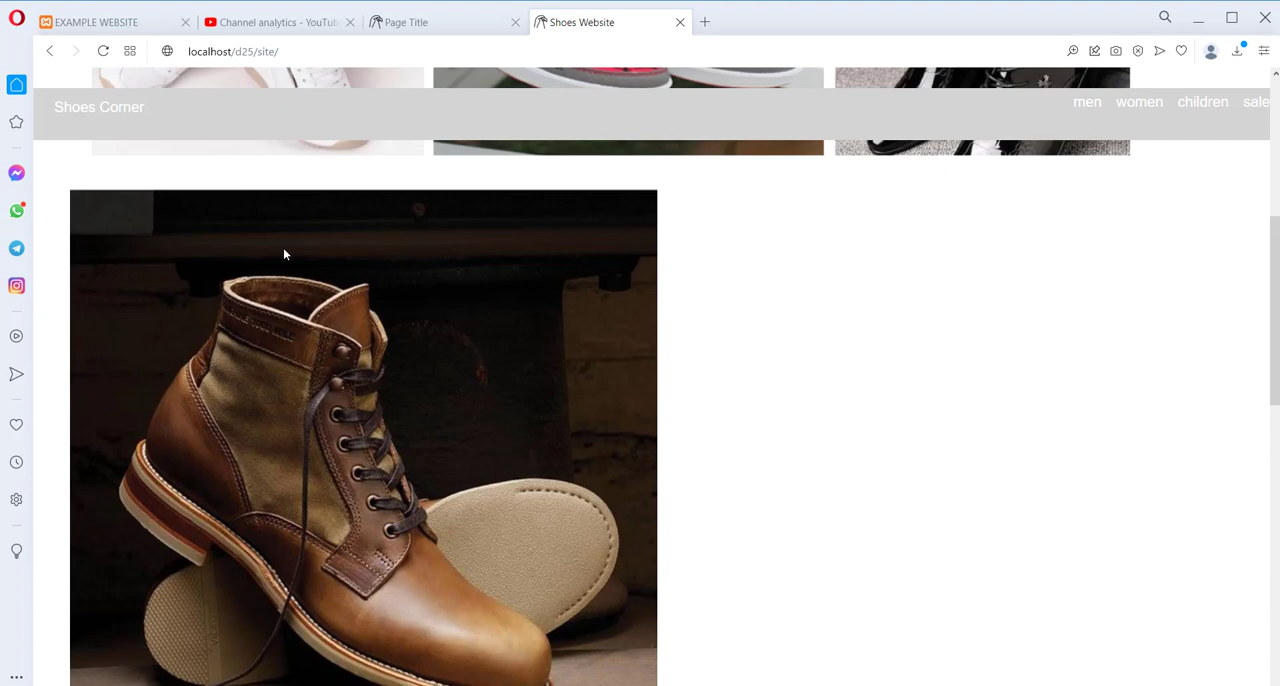 EXAMPLE WEBSITE
Channel analytics - YouTub
Page Title
Shoes Website
localhost/d25/site/
Shoes Corner
men women children sale